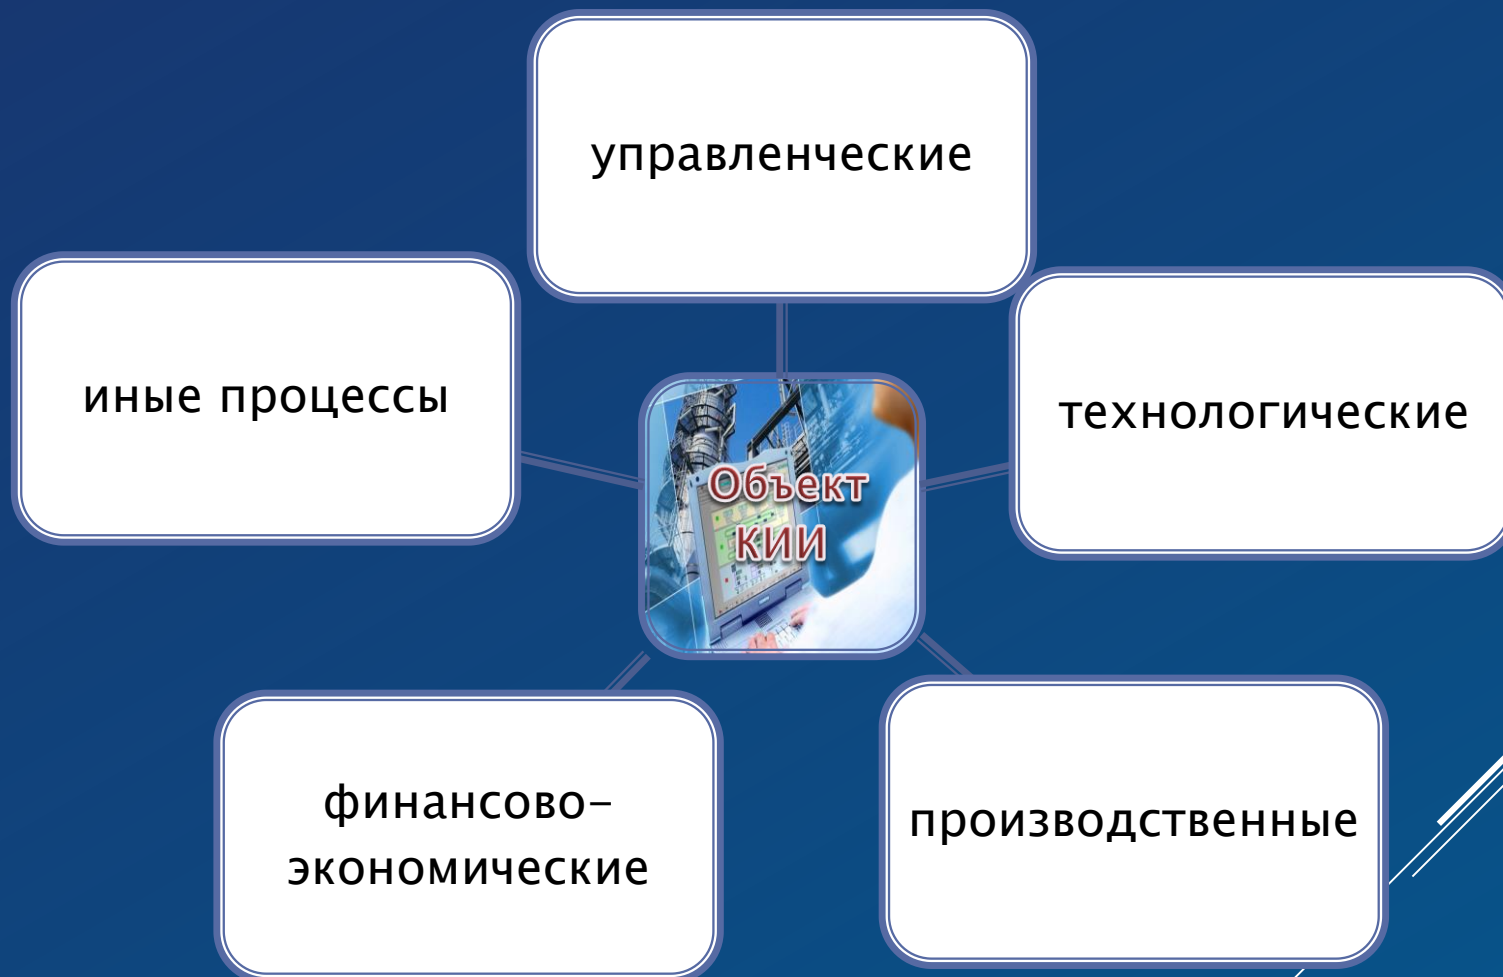 управленческие
технологические
производственные
финансово-
экономические
иные процессы
Объект
КИИ